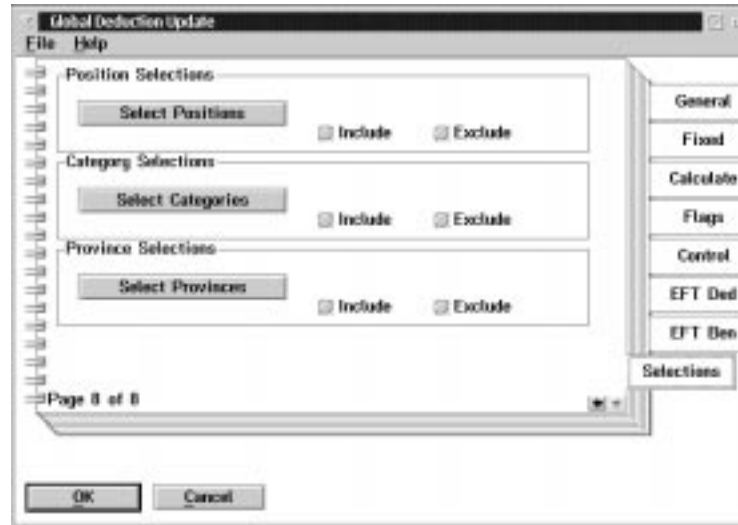 Global Deduction Update
File Help
Position Selections
Select Positions
Include Exclude
Category Selections
Select Categories
Include Exclude
Province Selections
Select Provinces
Include Exclude
Page 8 of 8
General
Fixed
Calculate
Flags
Control
EFT Ded
EFT Ben
Selections
OK Cancel